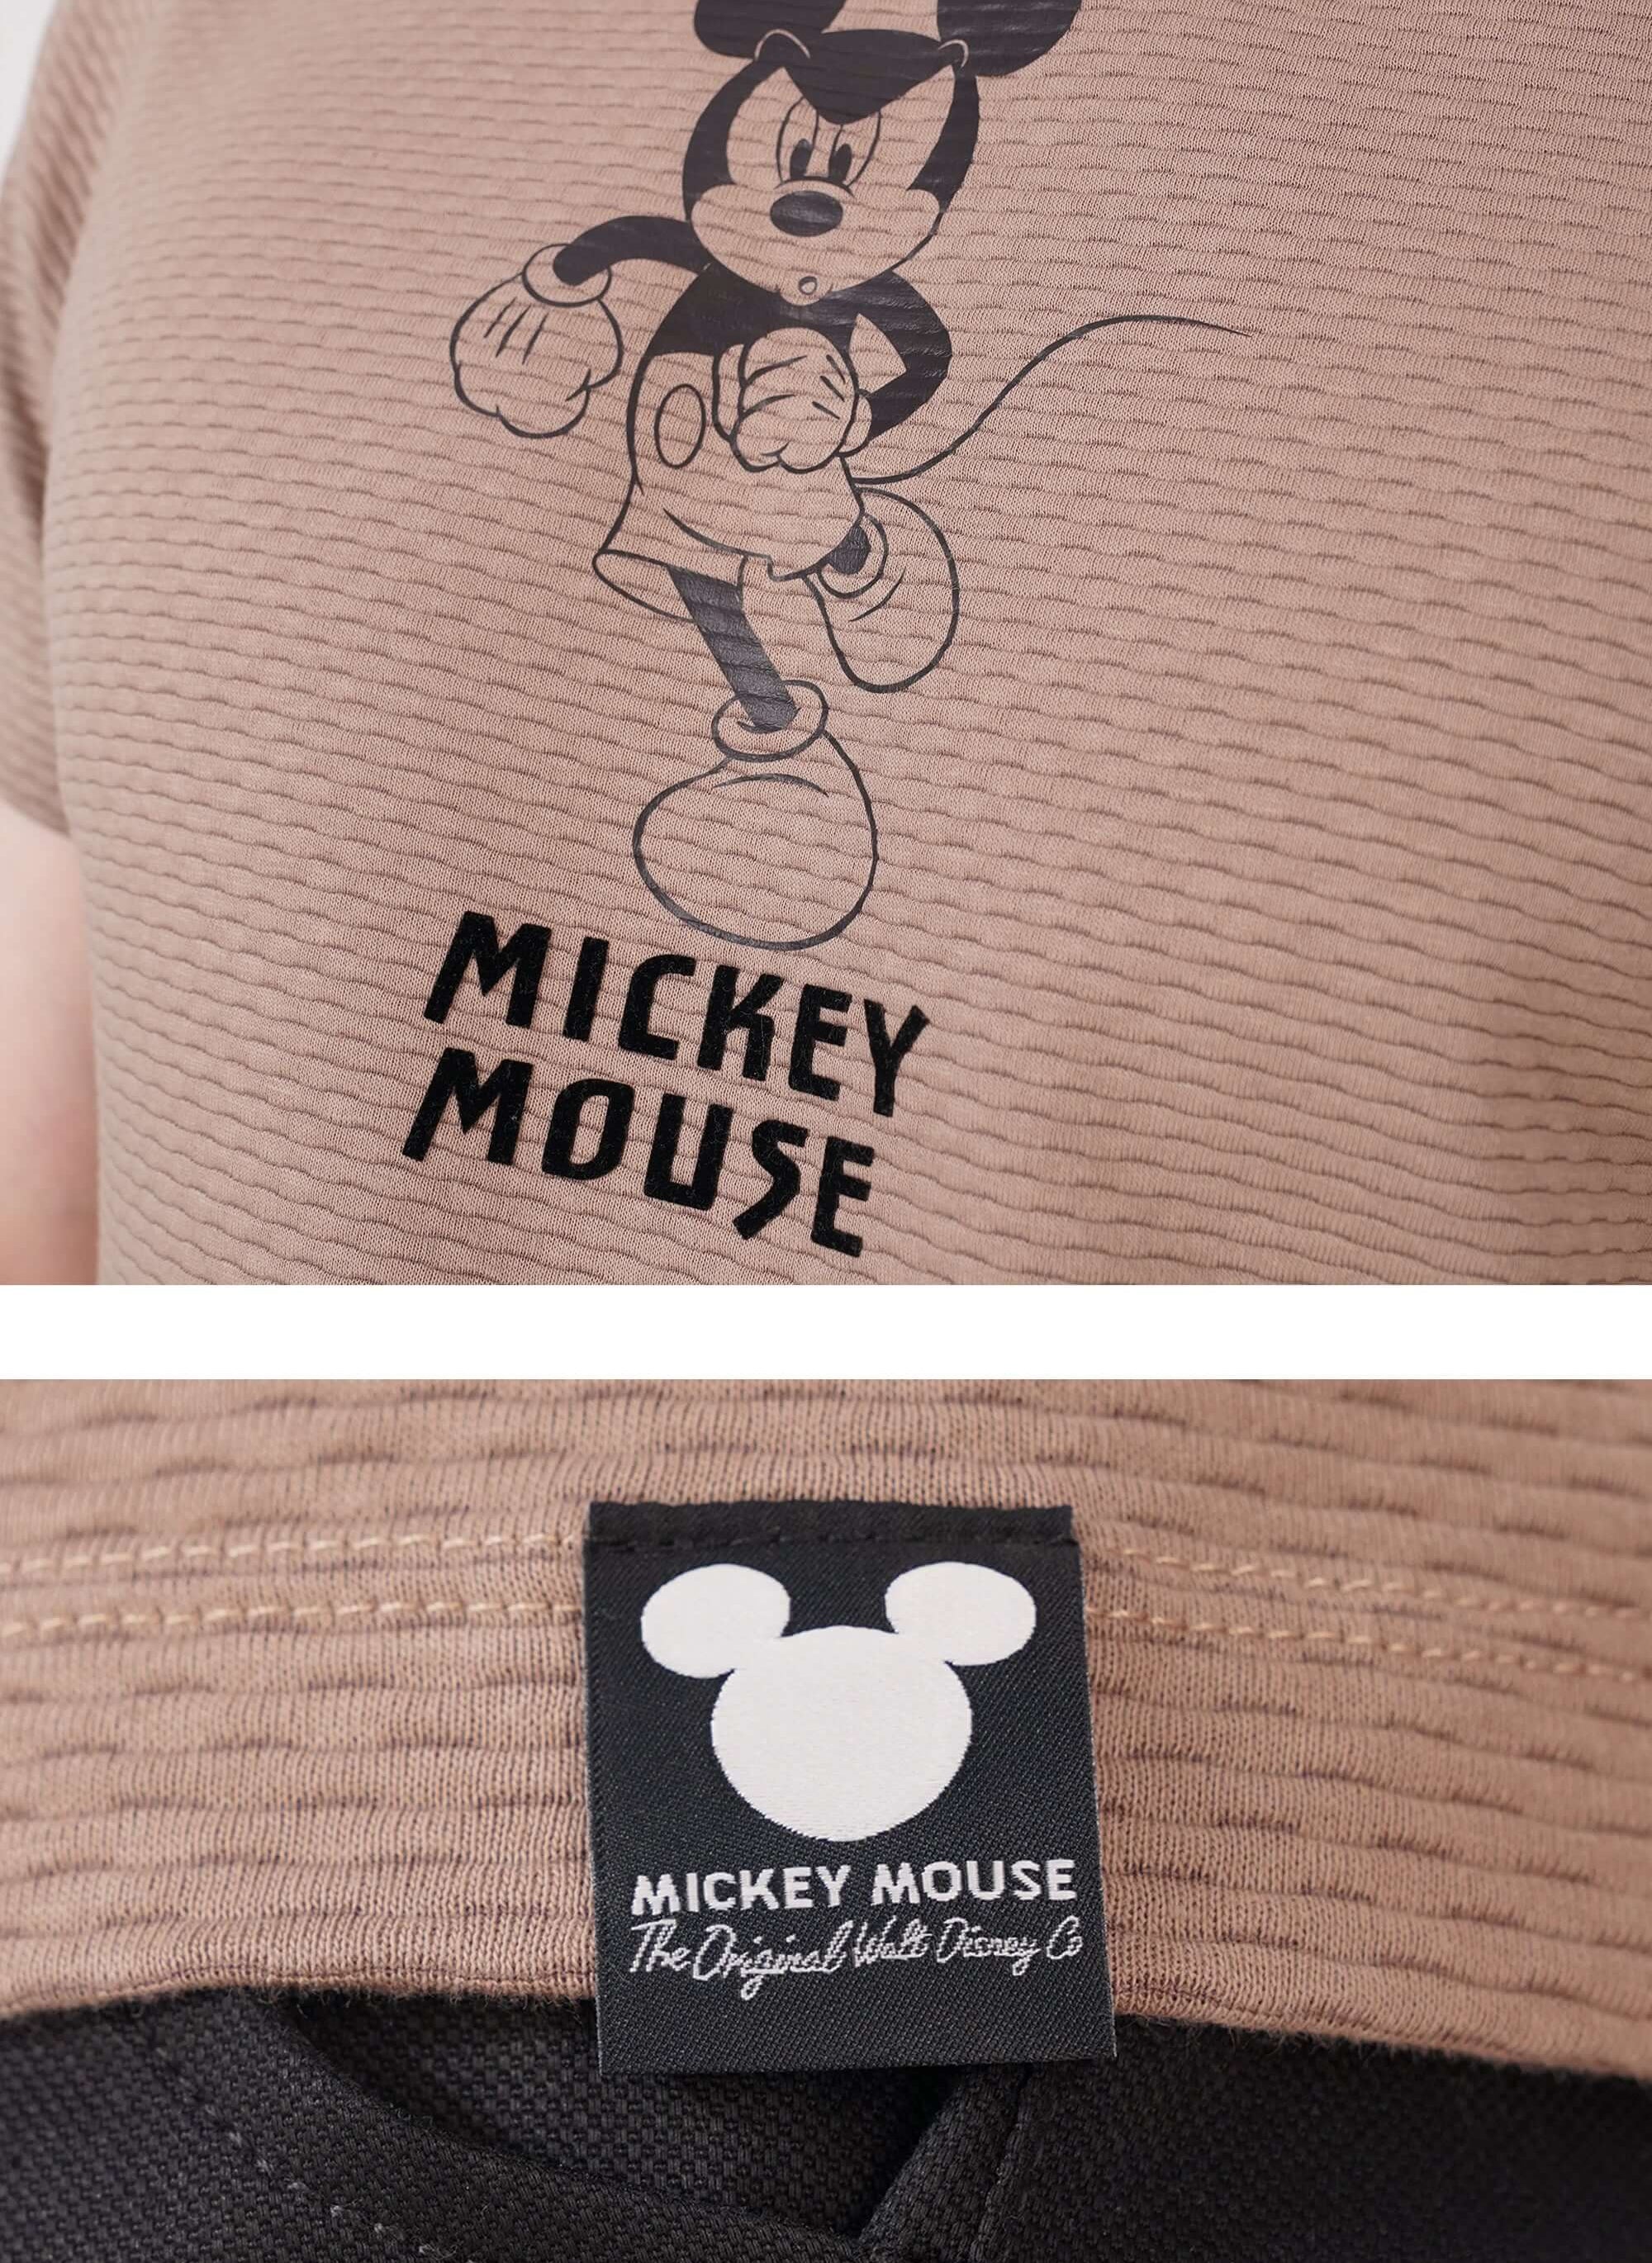 MICKEY
MOUSE
MICKEY MOUSE
The Original Walt Disney Co